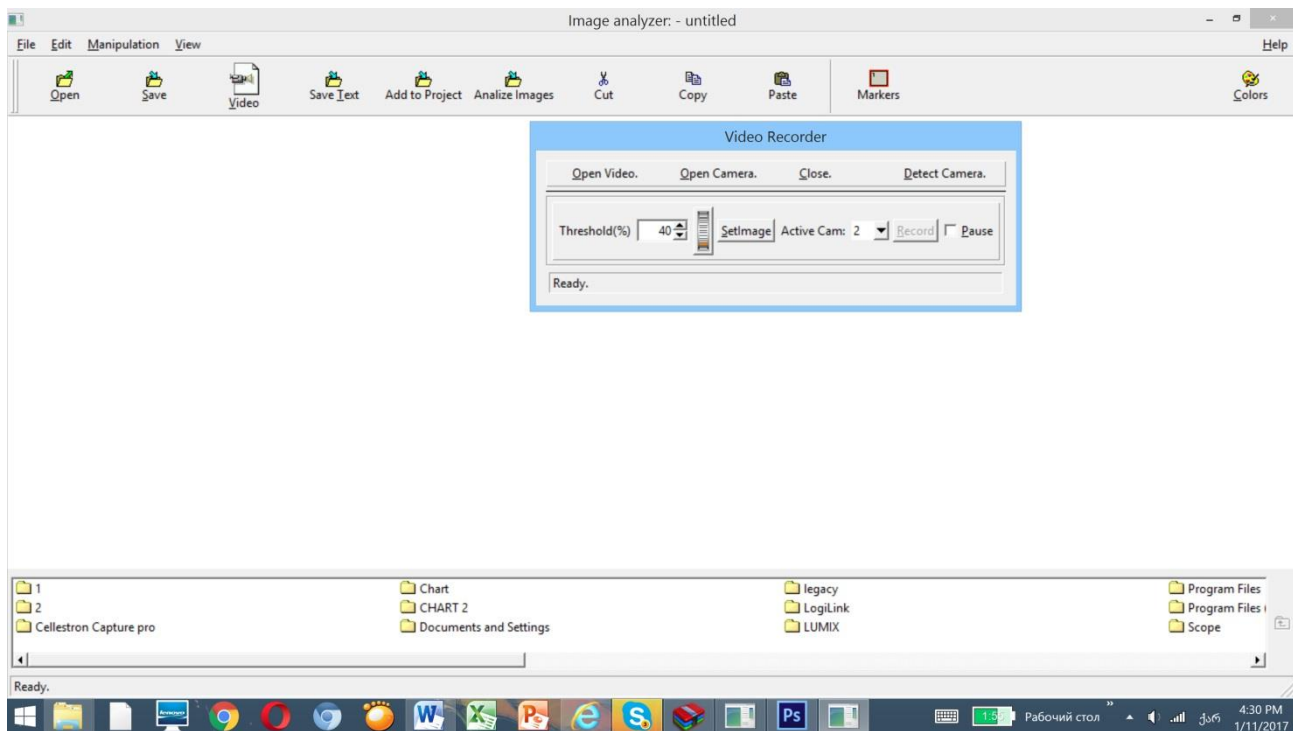 Image analyzer: - untitled
File Edit Manipulation View Help
Open Save Video Save Text Add to Project Analize Images Cut Copy Paste Markers Colors
Video Recorder
Open Video. Open Camera. Close. Detect Camera.
Threshold(%) 40 SetImage Active Cam: 2 Record Pause
Ready.
1 Chart legacy Program Files
2 CHART 2 LogiLink Program Files
Cellestron Capture pro Documents and Settings LUMIX Scope
Ready.
Рабочий стол ” ქარ 4:30 PM
1/11/2017